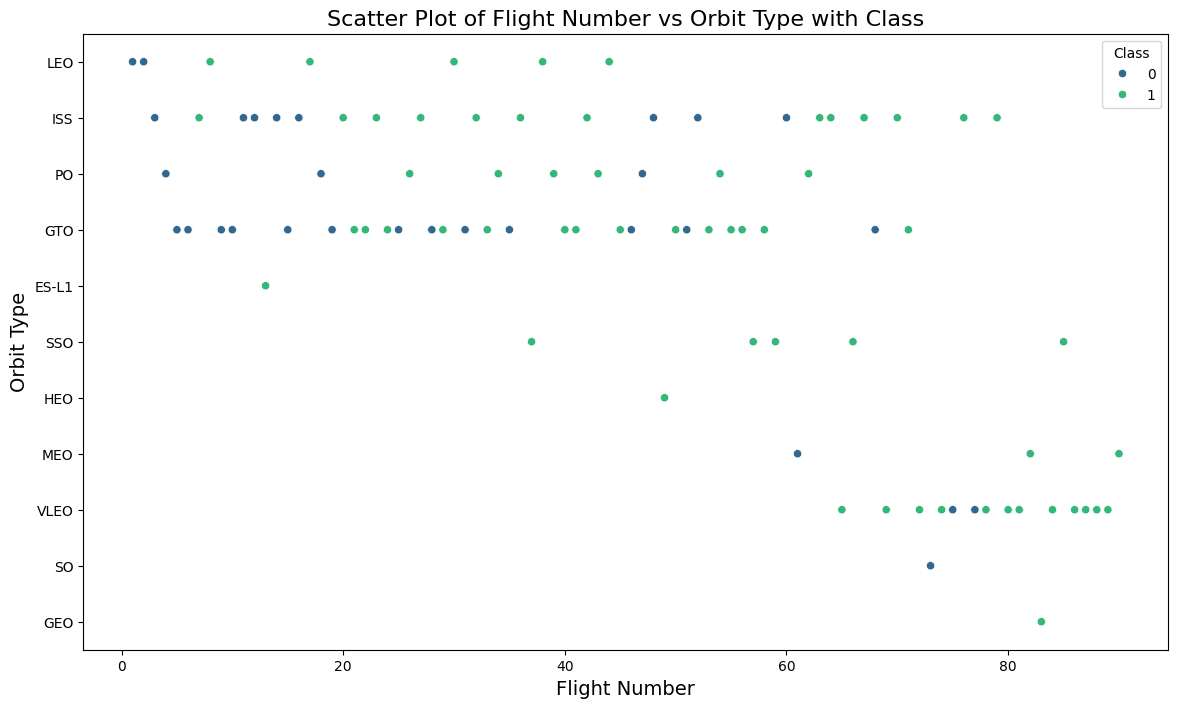 Scatter Plot of Flight Number vs Orbit Type with Class
Class
0
1
Orbit Type
LEO
ISS
PO
GTO
ES-L1
SSO
HEO
MEO
VLEO
SO
GEO
0 20 40 60 80
Flight Number